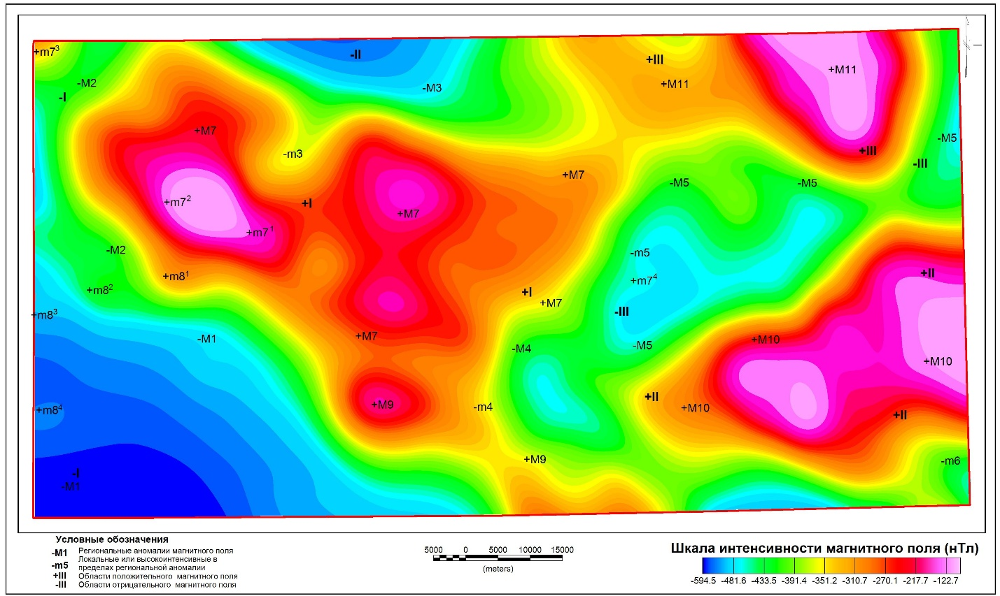 +m7³
-II
+III
+M11
-M2
-M3
+M11
-I
+M7
-M5
-m3
+III
-III
+M7
-M5
-M5
+m7²
+I
+M7
+m7¹
-M2
-m5
+m8¹
+m7⁴
+II
+m8²
+I
+M7
-III
+m8³
-M1
+M7
-M4
-M5
+M10
+M10
+M9
-m4
+II
+M10
+m8⁴
+II
+M9
-m6
-I
-M1
Условные обозначения
-M1 Региональные аномалии магнитного поля
-m5 Локальные или высокоинтенсивные в
пределах региональной аномалии
+III Области положительного магнитного поля
-III Области отрицательного магнитного поля
5000 0 5000 10000 15000
(meters)
Шкала интенсивности магнитного поля (нТл)
-594.5 -481.6 -433.5 -391.4 -351.2 -310.7 -270.1 -217.7 -122.7